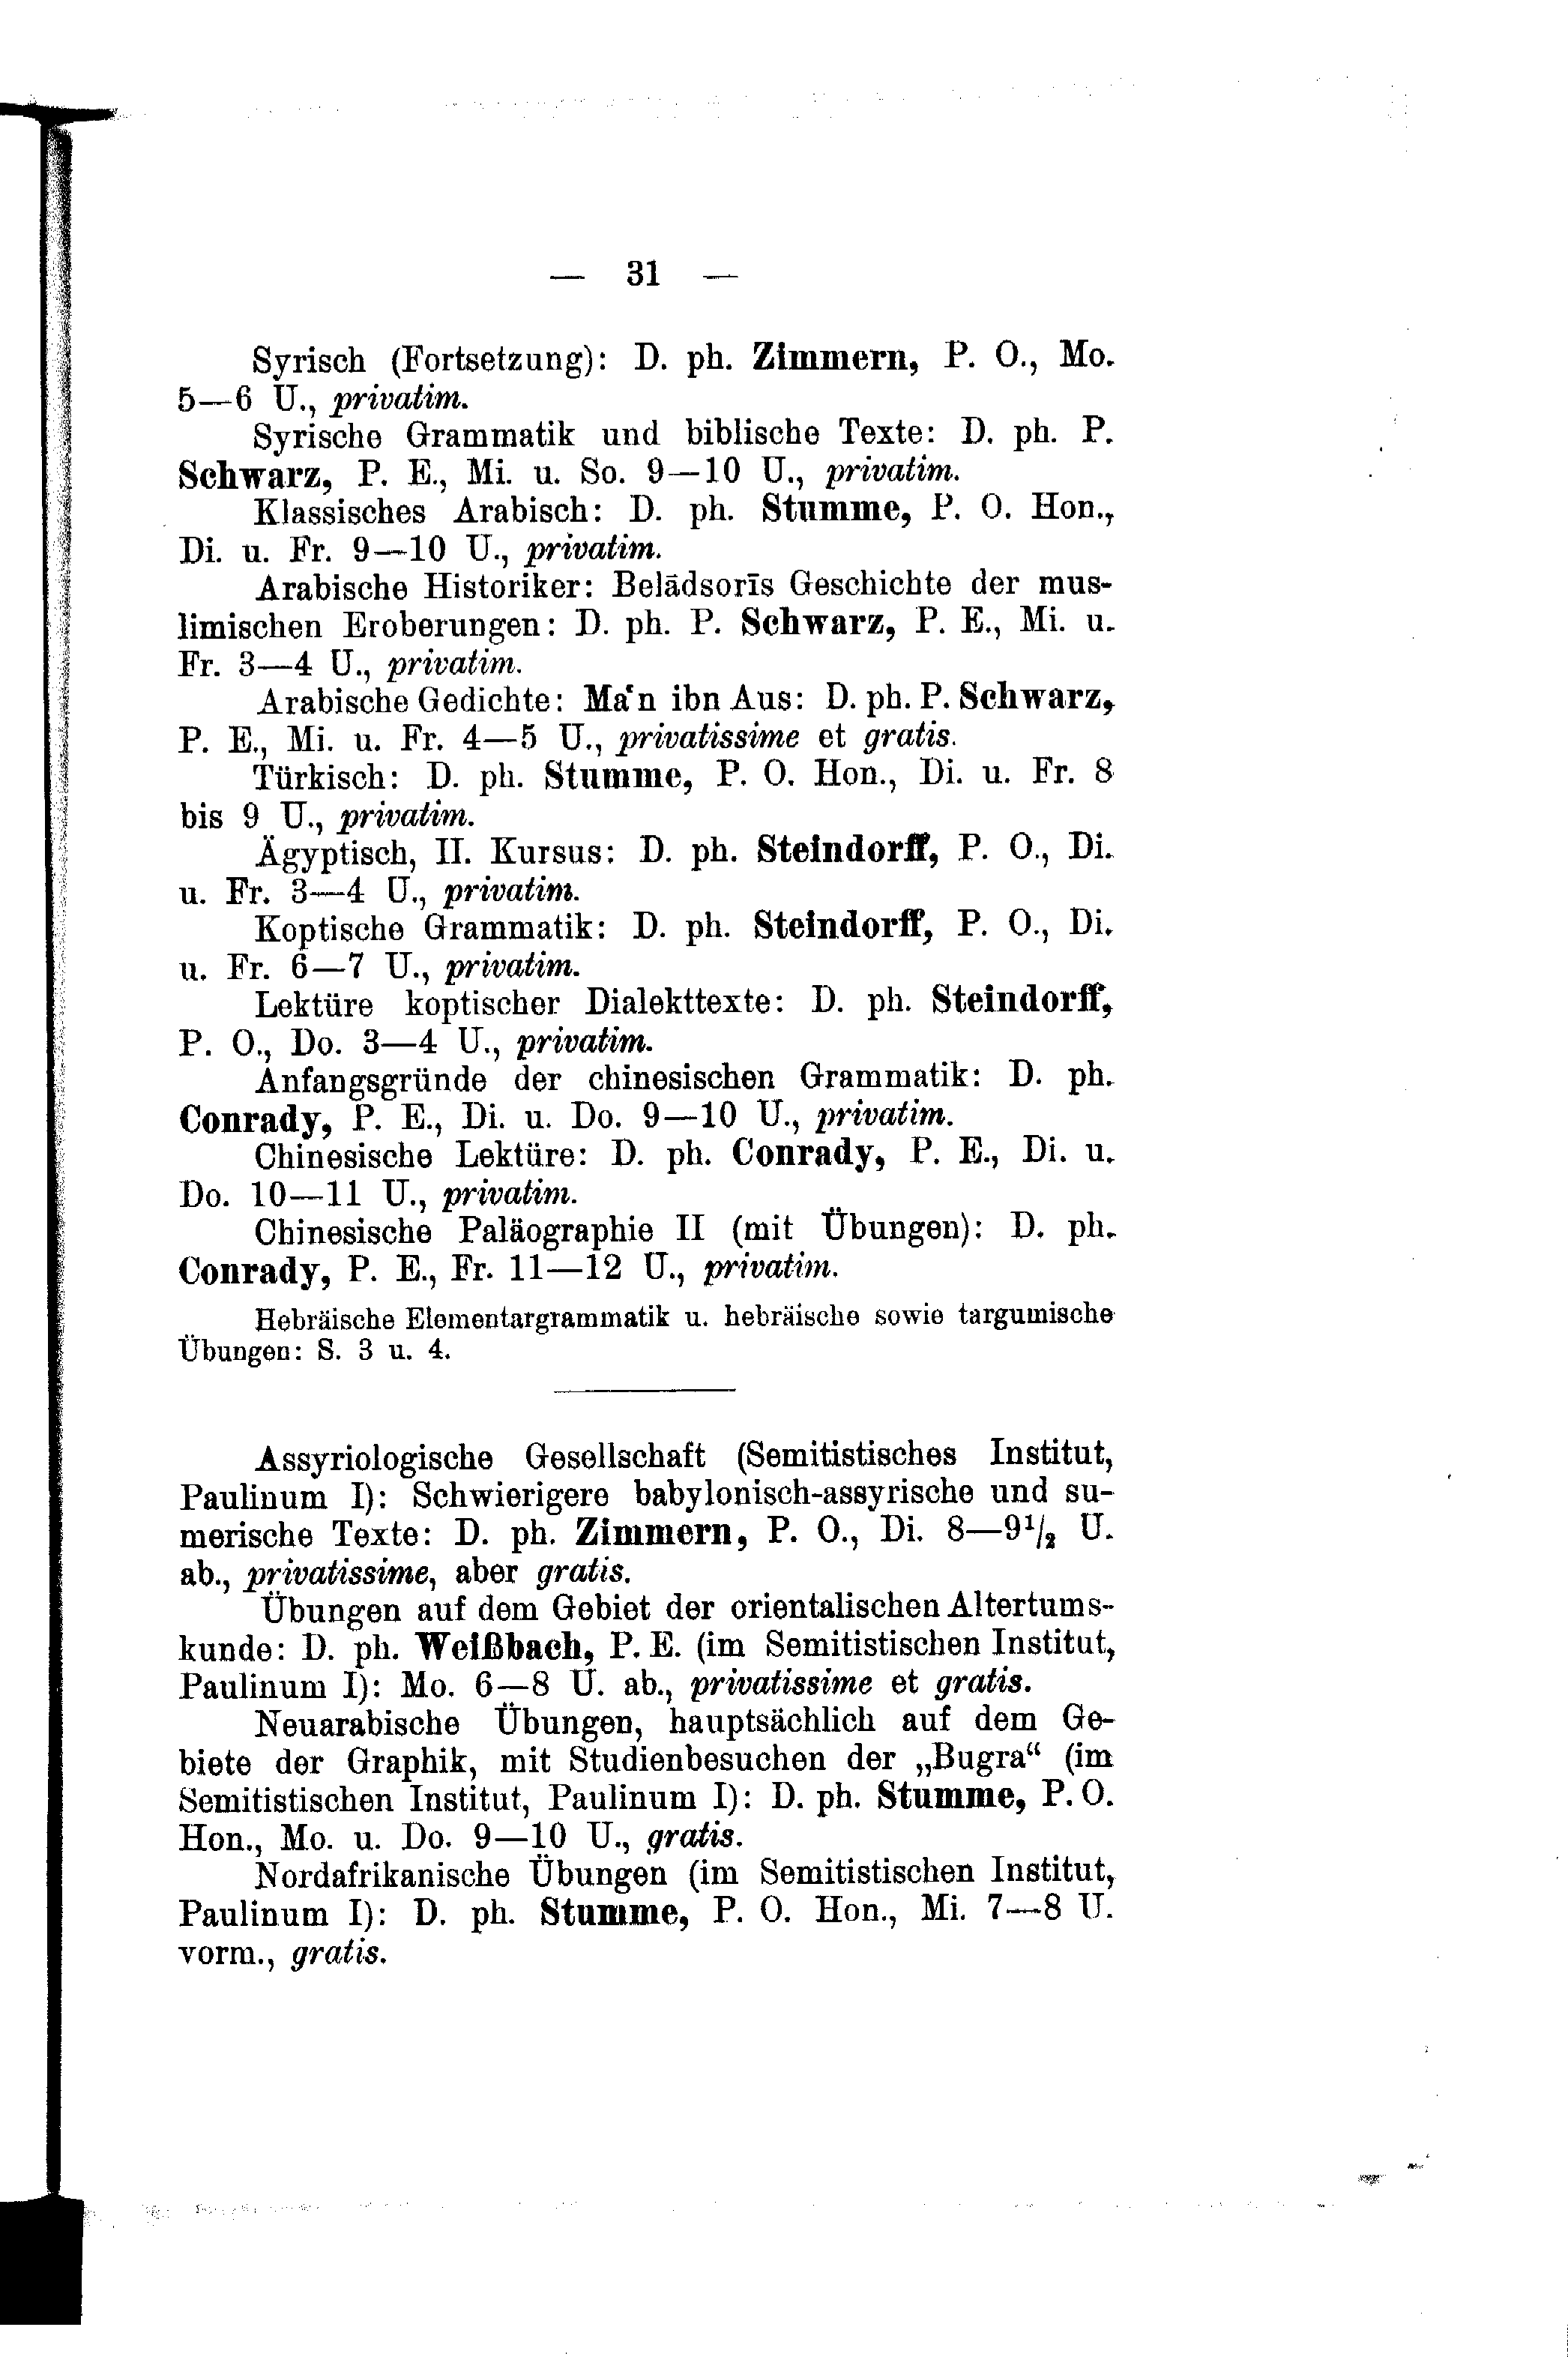 — 31 —
Syrisch (Fortsetzung): D. ph. Zimmern, P. O., Mo.
5—6 U., privatim.
Syrische Grammatik und biblische Texte: D. ph. P.
Schwarz, P. E., Mi. u. So. 9—10 U., privatim.
Klassisches Arabisch: D. ph. Stumme, P. O. Hon.,
Di. u. Fr. 9—10 U., privatim.
Arabische Historiker: Belādsorīs Geschichte der mus-
limischen Eroberungen: D. ph. P. Schwarz, P. E., Mi. u.
Fr. 3—4 U., privatim.
Arabische Gedichte: Ma‘n ibn Aus: D. ph. P. Schwarz,
P. E., Mi. u. Fr. 4—5 U., privatissime et gratis.
Türkisch: D. ph. Stumme, P. O. Hon., Di. u. Fr. 8
bis 9 U., privatim.
Ägyptisch, II. Kursus: D. ph. Steindorff, P. O., Di.
u. Fr. 3—4 U., privatim.
Koptische Grammatik: D. ph. Steindorff, P. O., Di.
u. Fr. 6—7 U., privatim.
Lektüre koptischer Dialekttexte: D. ph. Steindorff,
P. O., Do. 3—4 U., privatim.
Anfangsgründe der chinesischen Grammatik: D. ph.
Conrady, P. E., Di. u. Do. 9—10 U., privatim.
Chinesische Lektüre: D. ph. Conrady, P. E., Di. u.
Do. 10—11 U., privatim.
Chinesische Paläographie II (mit Übungen): D. ph.
Conrady, P. E., Fr. 11—12 U., privatim.
Hebräische Elementargrammatik u. hebräische sowie targumische
Übungen: S. 3 u. 4.
Assyriologische Gesellschaft (Semitistisches Institut,
Paulinum I): Schwierigere babylonisch-assyrische und su-
merische Texte: D. ph. Zimmern, P. O., Di. 8—9½ U.
ab., privatissime, aber gratis.
Übungen auf dem Gebiet der orientalischen Altertums-
kunde: D. ph. Weißbach, P. E. (im Semitistischen Institut,
Paulinum I): Mo. 6—8 U. ab., privatissime et gratis.
Neuarabische Übungen, hauptsächlich auf dem Ge-
biete der Graphik, mit Studienbesuchen der „Bugra“ (im
Semitistischen Institut, Paulinum I): D. ph. Stumme, P. O.
Hon., Mo. u. Do. 9—10 U., gratis.
Nordafrikanische Übungen (im Semitistischen Institut,
Paulinum I): D. ph. Stumme, P. O. Hon., Mi. 7—8 U.
vorm., gratis.